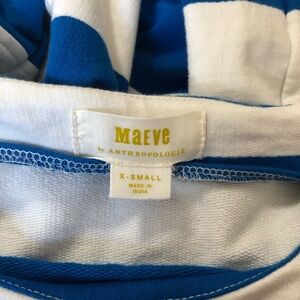 MAEVE
by ANTHROPOLOGIE
X-SMALL
MADE IN
INDIA